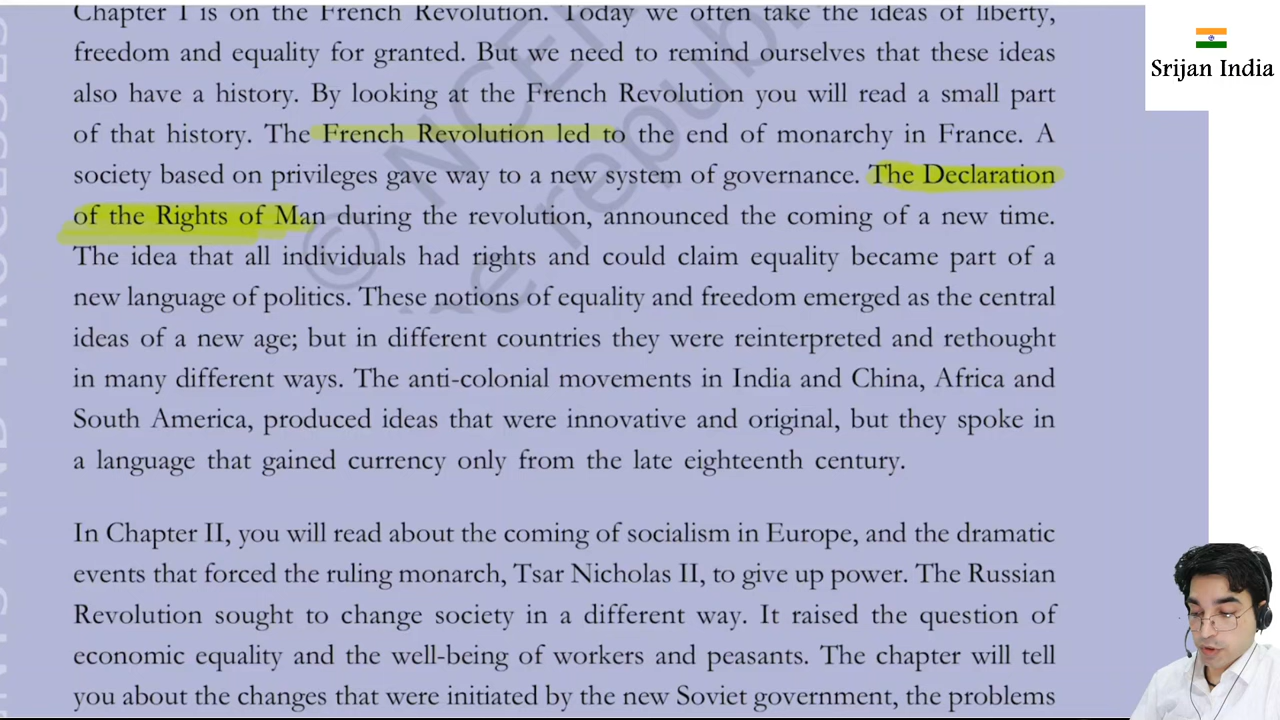 Chapter I is on the French Revolution. Today we often take the ideas of liberty,
freedom and equality for granted. But we need to remind ourselves that these ideas
also have a history. By looking at the French Revolution you will read a small part
of that history. The French Revolution led to the end of monarchy in France. A
society based on privileges gave way to a new system of governance. The Declaration
of the Rights of Man during the revolution, announced the coming of a new time.
The idea that all individuals had rights and could claim equality became part of a
new language of politics. These notions of equality and freedom emerged as the central
ideas of a new age; but in different countries they were reinterpreted and rethought
in many different ways. The anti-colonial movements in India and China, Africa and
South America, produced ideas that were innovative and original, but they spoke in
a language that gained currency only from the late eighteenth century.
In Chapter II, you will read about the coming of socialism in Europe, and the dramatic
events that forced the ruling monarch, Tsar Nicholas II, to give up power. The Russian
Revolution sought to change society in a different way. It raised the question of
economic equality and the well-being of workers and peasants. The chapter will tell
you about the changes that were initiated by the new Soviet government, the problems
Srijan India